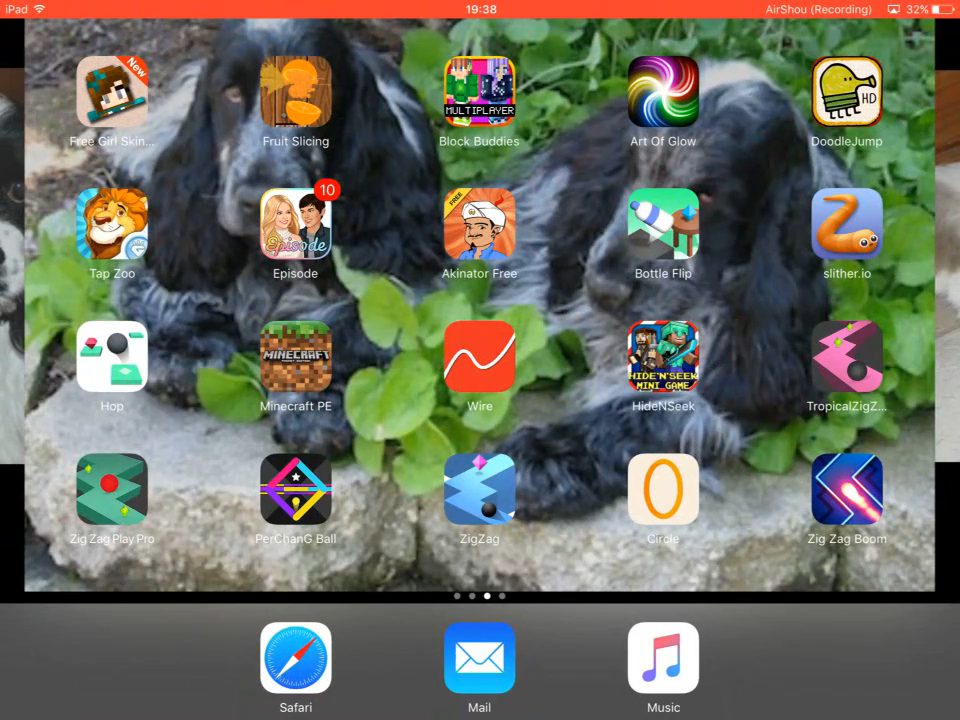 iPad 19:38 AirShou (Recording) 32%
New
MULTIPLAYER
HD
Free Girl Skin... Fruit Slicing Block Buddies Art Of Glow DoodleJump
10
FREE
Episode
Tap Zoo Episode Akinator Free Bottle Flip slither.io
MINECRAFT
HIDE'N'SEEK
MINI GAME
Hop Minecraft PE Wire HideNSeek TropicalZigZ...
Zig Zag Play Pro PerChanG Ball ZigZag Circle Zig Zag Boom
Safari Mail Music